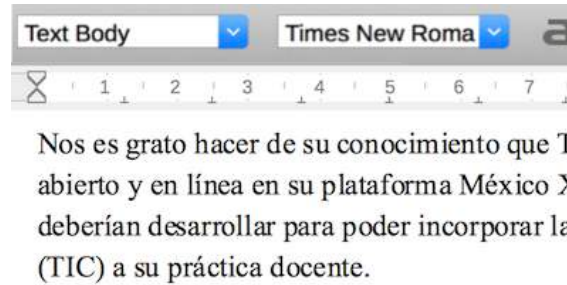 Text Body Times New Roma a
1 2 3 4 5 6 7
Nos es grato hacer de su conocimiento que T
abierto y en línea en su plataforma México X
deberían desarrollar para poder incorporar la
(TIC) a su práctica docente.